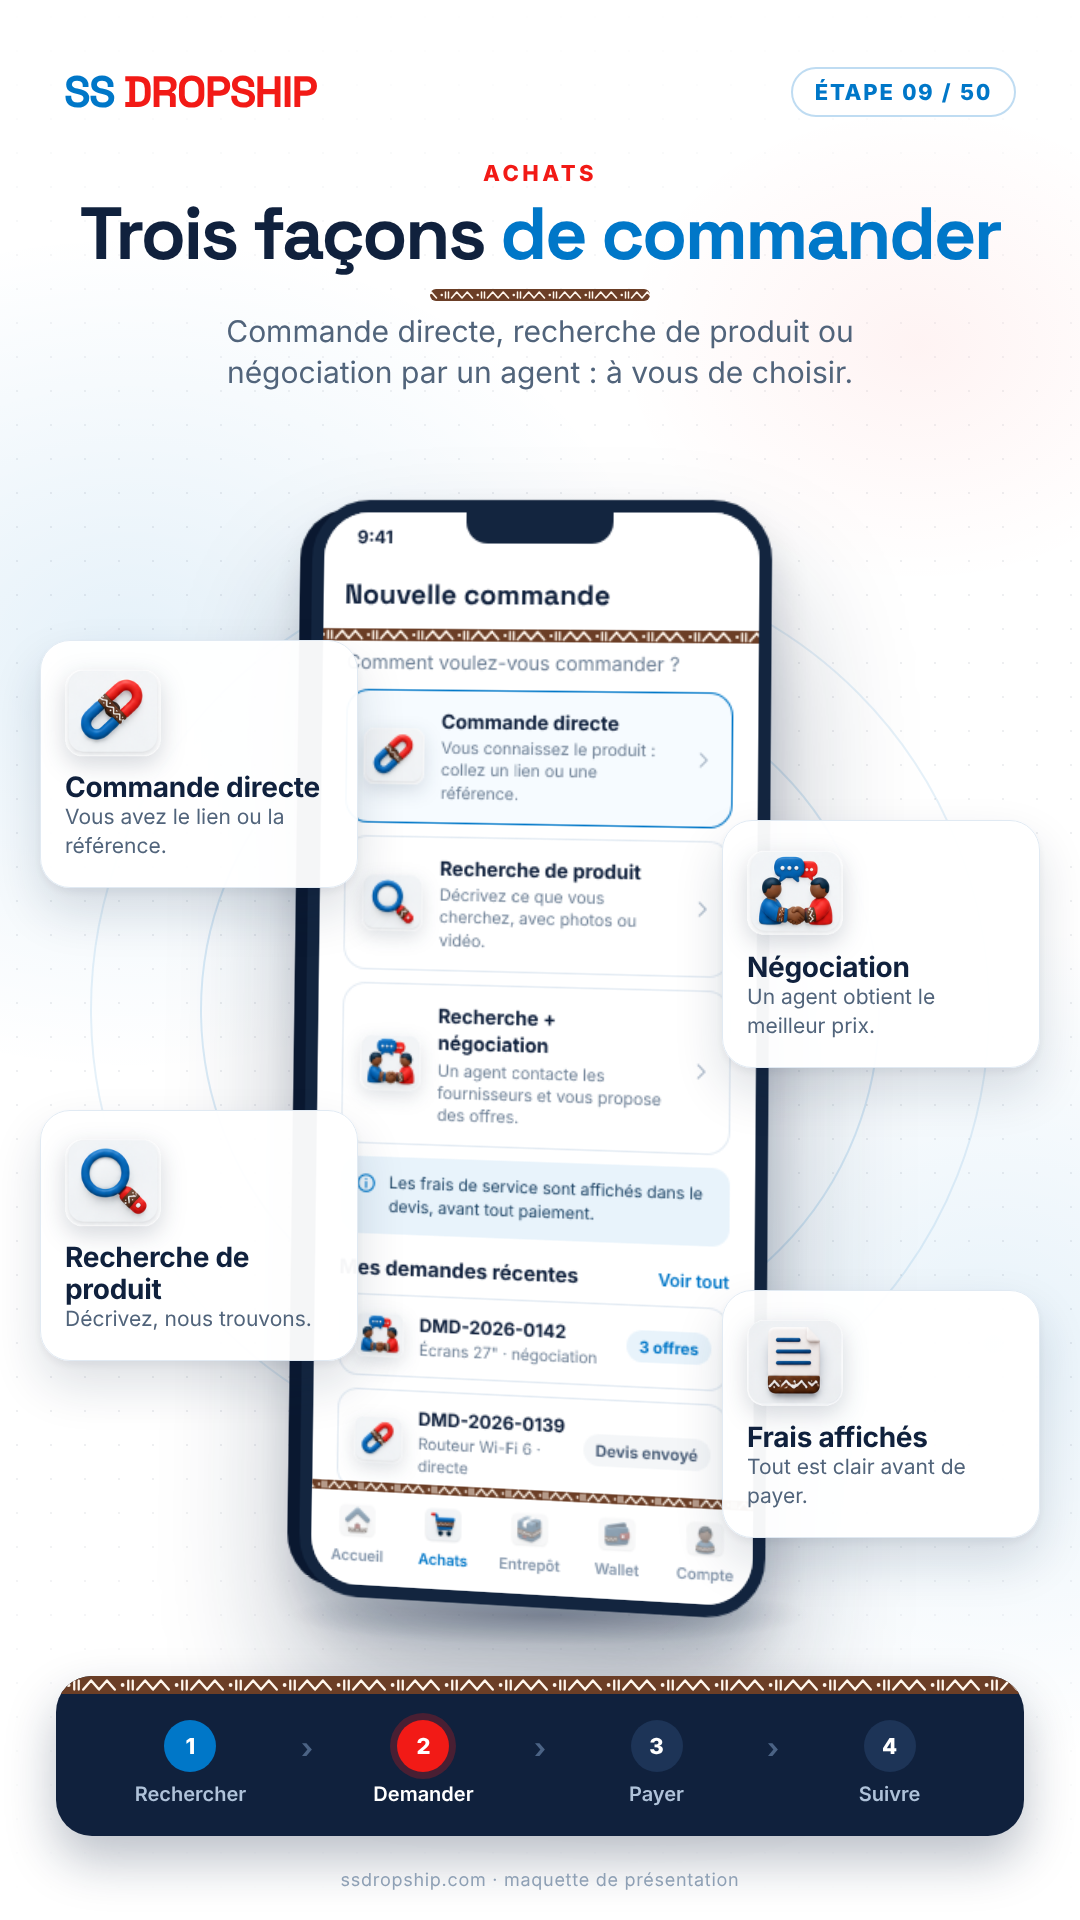 SS DROPSHIP
ÉTAPE 09 / 50
ACHATS
Trois façons de commander
Commande directe, recherche de produit ou
négociation par un agent : à vous de choisir.
9:41
Nouvelle commande
Comment voulez-vous commander ?
Commande directe
Vous connaissez le produit :
collez un lien ou une
référence.
Recherche de produit
Décrivez ce que vous
cherchez, avec photos ou
vidéo.
Recherche +
négociation
Un agent contacte les
fournisseurs et vous propose
des offres.
Les frais de service sont affichés dans le
devis, avant tout paiement.
Mes demandes récentes
Voir tout
DMD-2026-0142
Écrans 27" · négociation
3 offres
DMD-2026-0139
Routeur Wi-Fi 6 ·
directe
Devis envoyé
Accueil
Achats
Entrepôt
Wallet
Compte
Commande directe
Vous avez le lien ou la
référence.
Négociation
Un agent obtient le
meilleur prix.
Recherche de
produit
Décrivez, nous trouvons.
Frais affichés
Tout est clair avant de
payer.
1
Rechercher
2
Demander
3
Payer
4
Suivre
ssdropship.com · maquette de présentation